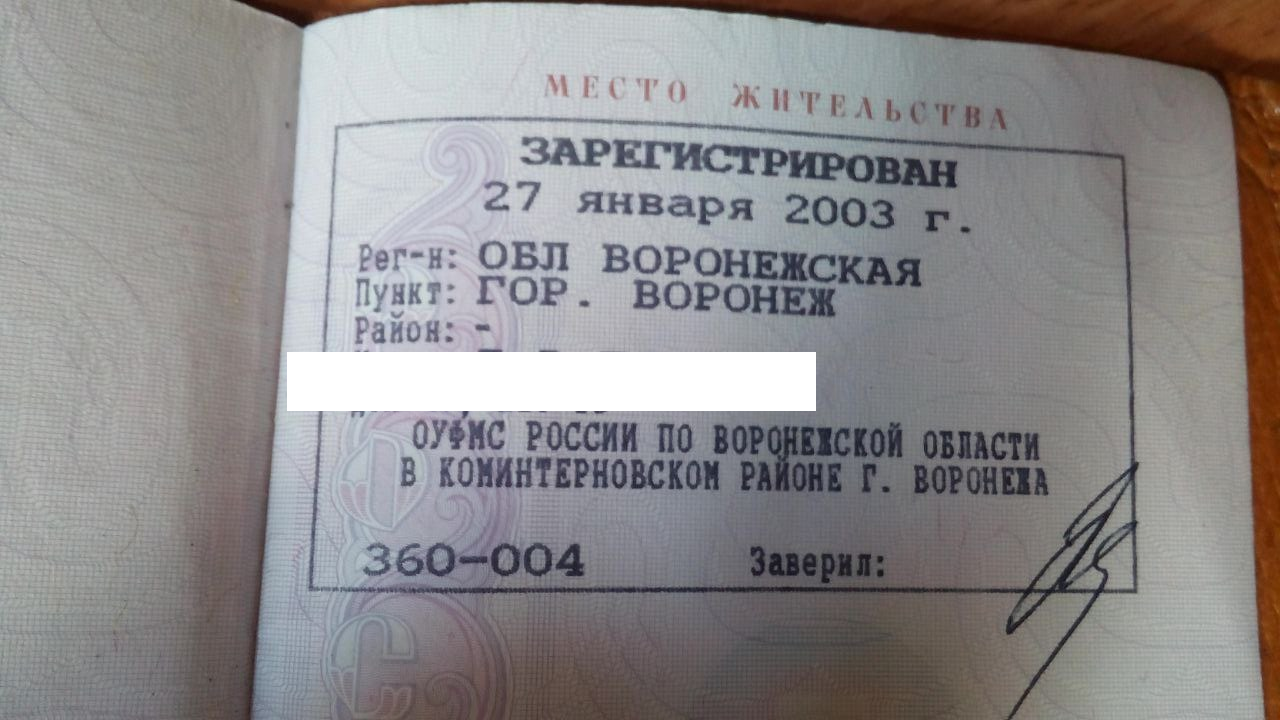 МЕСТО ЖИТЕЛЬСТВА
ЗАРЕГИСТРИРОВАН
27 января 2003 г.
Рег-н: ОБЛ ВОРОНЕЖСКАЯ
Пункт: ГОР. ВОРОНЕЖ
Район: -
ОУФМС РОССИИ ПО ВОРОНЕЖСКОЙ ОБЛАСТИ
В КОМИНТЕРНОВСКОМ РАЙОНЕ Г. ВОРОНЕЖА
360-004 Заверил: